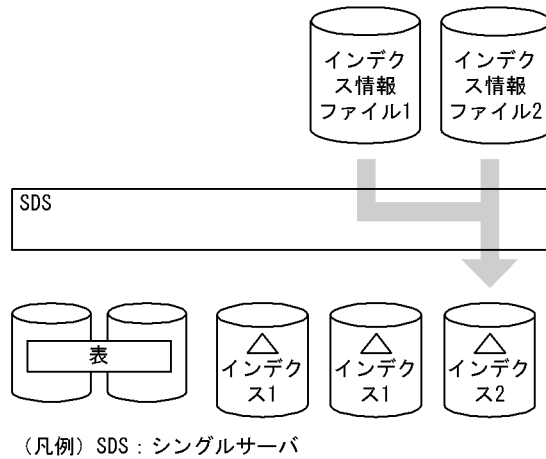 インデク
ス情報
ファイル1
インデク
ス情報
ファイル2
SDS
表
インデク
ス1
インデク
ス1
インデク
ス2
（凡例）SDS：シングルサーバ